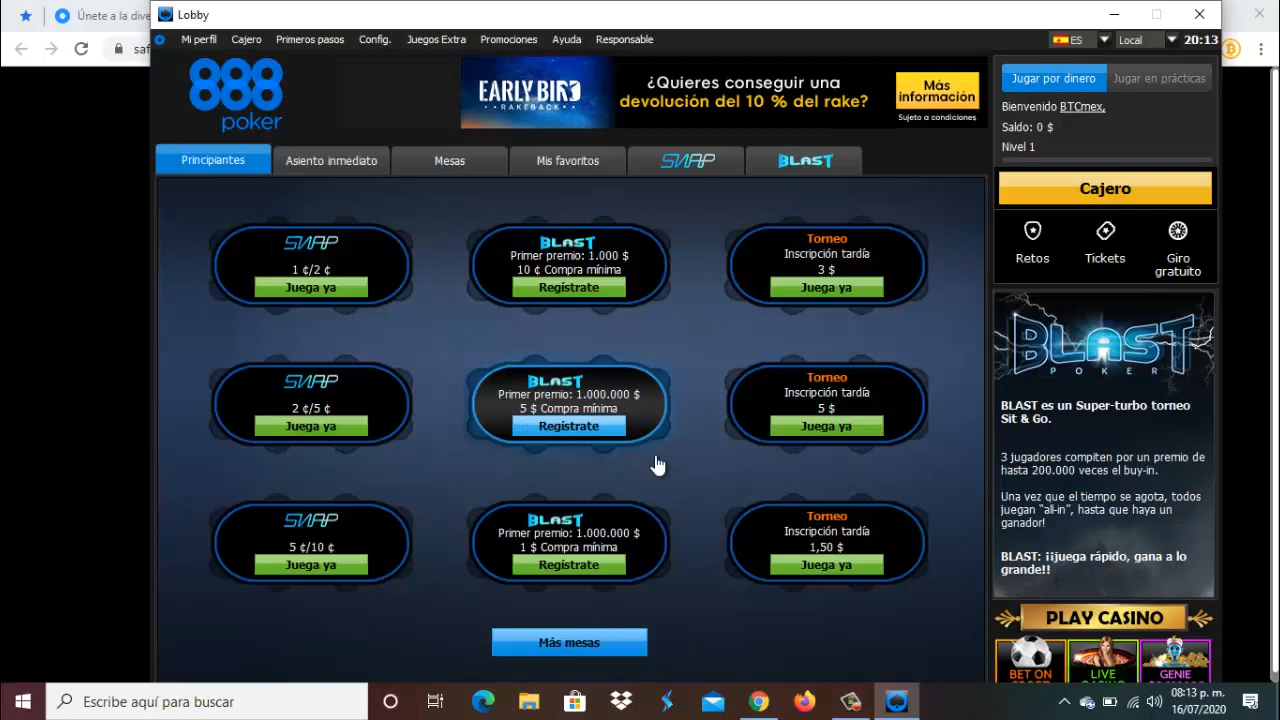 Únete a la dive
saf
Lobby
Mi perfil Cajero Primeros pasos Config. Juegos Extra Promociones Ayuda Responsable
ES Local 20:13
888
poker
EARLY BIRD
RAKEBACK
¿Quieres conseguir una
devolución del 10 % del rake?
Más
información
Sujeto a condiciones
Jugar por dinero Jugar en prácticas
Bienvenido BTCmex,
Saldo: 0 $
Nivel 1
Cajero
Retos Tickets Giro
gratuito
Principiantes Asiento inmediato Mesas Mis favoritos SNAP BLAST
SNAP
1 ¢/2 ¢
Juega ya
BLAST
Primer premio: 1.000 $
10 ¢ Compra mínima
Regístrate
Torneo
Inscripción tardía
3 $
Juega ya
SNAP
2 ¢/5 ¢
Juega ya
BLAST
Primer premio: 1.000.000 $
5 $ Compra mínima
Regístrate
Torneo
Inscripción tardía
5 $
Juega ya
SNAP
5 ¢/10 ¢
Juega ya
BLAST
Primer premio: 1.000.000 $
1 $ Compra mínima
Regístrate
Torneo
Inscripción tardía
1,50 $
Juega ya
Más mesas
BLAST
POKER
BLAST es un Super-turbo torneo
Sit & Go.
3 jugadores compiten por un premio de
hasta 200.000 veces el buy-in.
Una vez que el tiempo se agota, todos
juegan "all-in", hasta que haya un
ganador!
BLAST: ¡¡juega rápido, gana a lo
grande!!
PLAY CASINO
BET ON
LIVE
GENIE
Escribe aquí para buscar
08:13 p. m.
16/07/2020